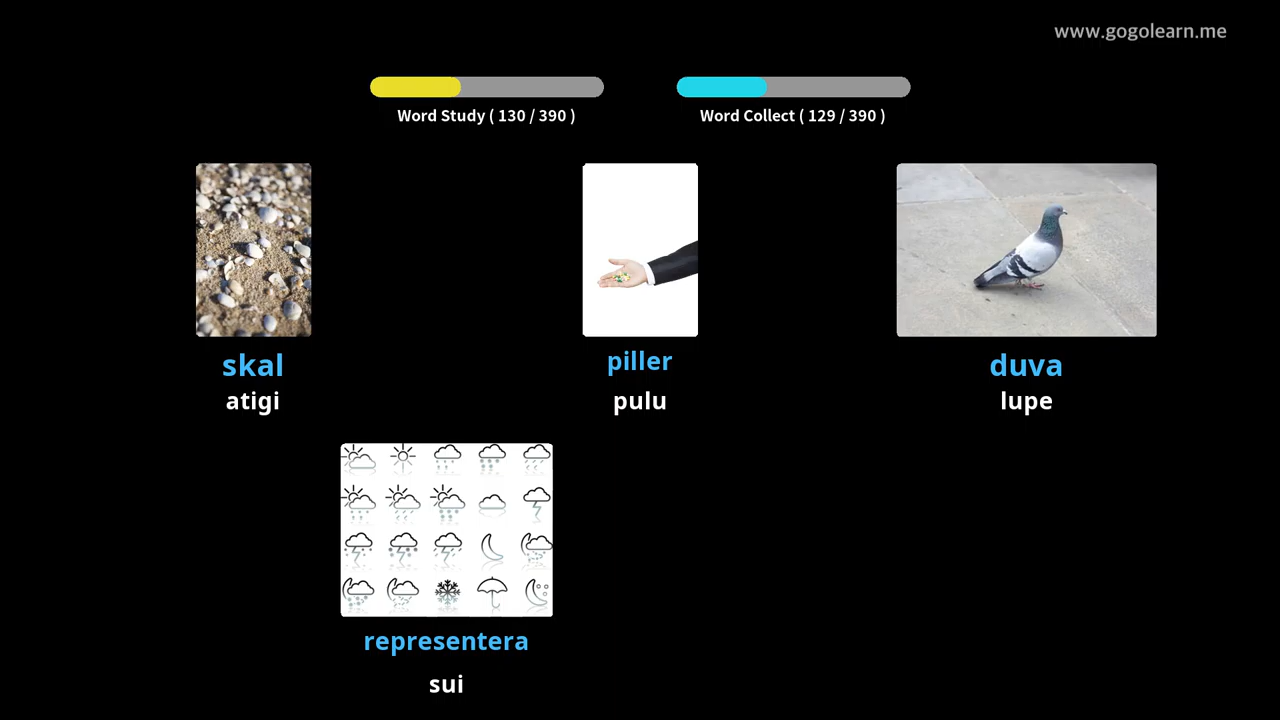 www.gogolearn.me
Word Study ( 130 / 390 )
Word Collect ( 129 / 390 )
skal
atigi
piller
pulu
duva
lupe
representera
sui